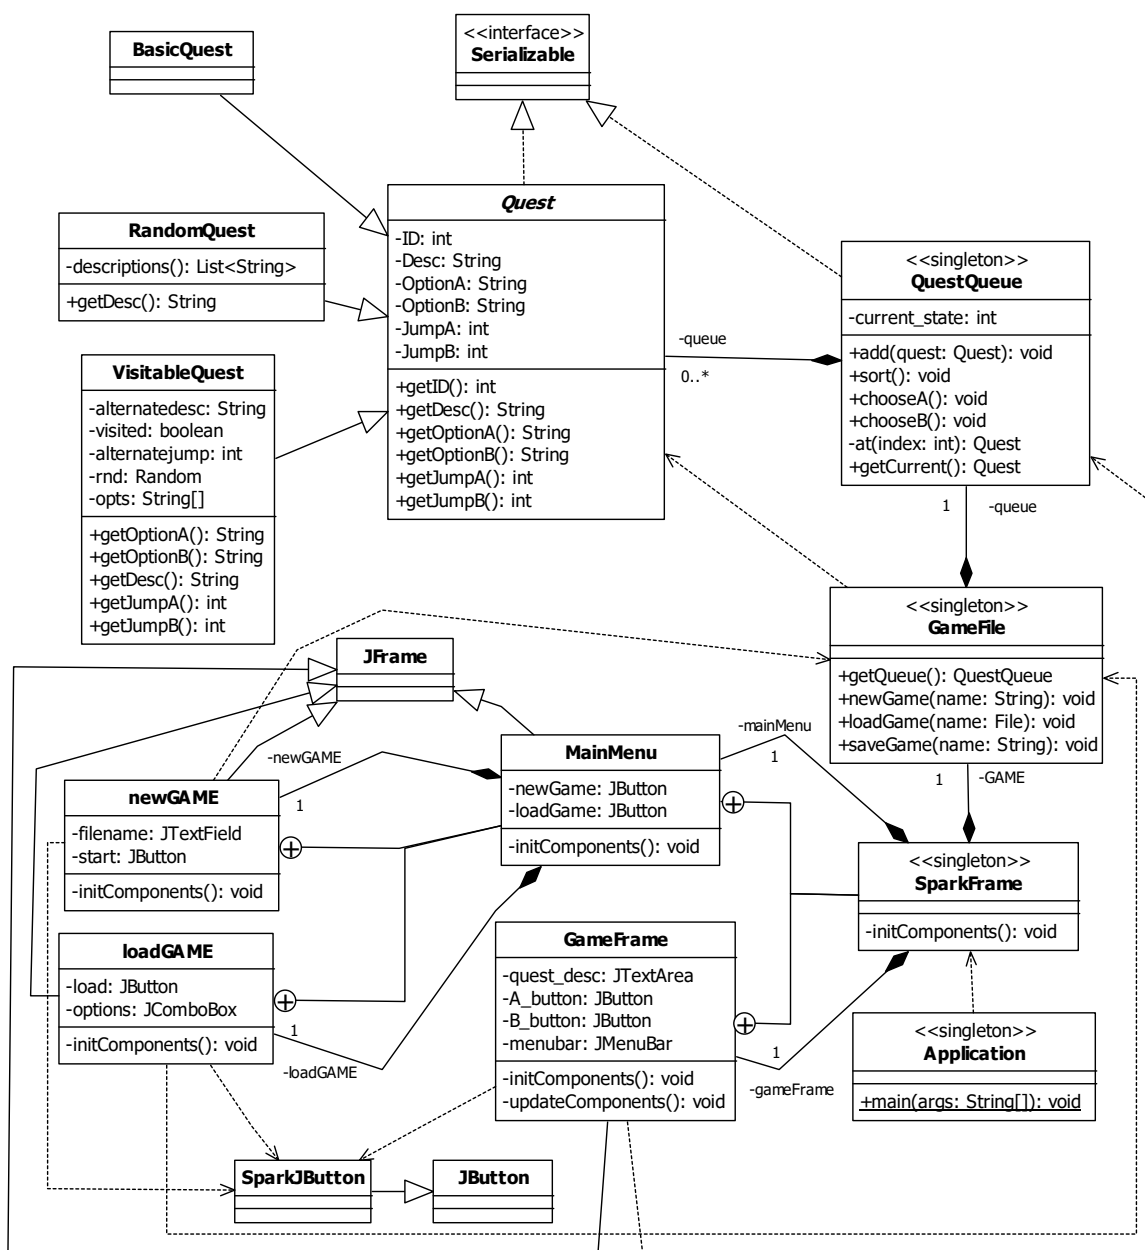 BasicQuest
<<interface>>
Serializable
Quest
-ID: int
-Desc: String
-OptionA: String
-OptionB: String
-JumpA: int
-JumpB: int
+getID(): int
+getDesc(): String
+getOptionA(): String
+getOptionB(): String
+getJumpA(): int
+getJumpB(): int
RandomQuest
-descriptions(): List<String>
+getDesc(): String
<<singleton>>
QuestQueue
-current_state: int
+add(quest: Quest): void
+sort(): void
+chooseA(): void
+chooseB(): void
-at(index: int): Quest
+getCurrent(): Quest
-queue
0..*
VisitableQuest
-alternatedesc: String
-visited: boolean
-alternatejump: int
-rnd: Random
-opts: String[]
+getOptionA(): String
+getOptionB(): String
+getDesc(): String
+getJumpA(): int
+getJumpB(): int
1
-queue
<<singleton>>
GameFile
+getQueue(): QuestQueue
+newGame(name: String): void
+loadGame(name: File): void
+saveGame(name: String): void
JFrame
-mainMenu
1
-newGAME
1
MainMenu
-newGame: JButton
-loadGame: JButton
-initComponents(): void
1
-GAME
newGAME
-filename: JTextField
-start: JButton
-initComponents(): void
<<singleton>>
SparkFrame
-initComponents(): void
loadGAME
-load: JButton
-options: JComboBox
-initComponents(): void
1
-loadGAME
GameFrame
-quest_desc: JTextArea
-A_button: JButton
-B_button: JButton
-menubar: JMenuBar
-initComponents(): void
-updateComponents(): void
1
-gameFrame
<<singleton>>
Application
+main(args: String[]): void
SparkJButton
JButton